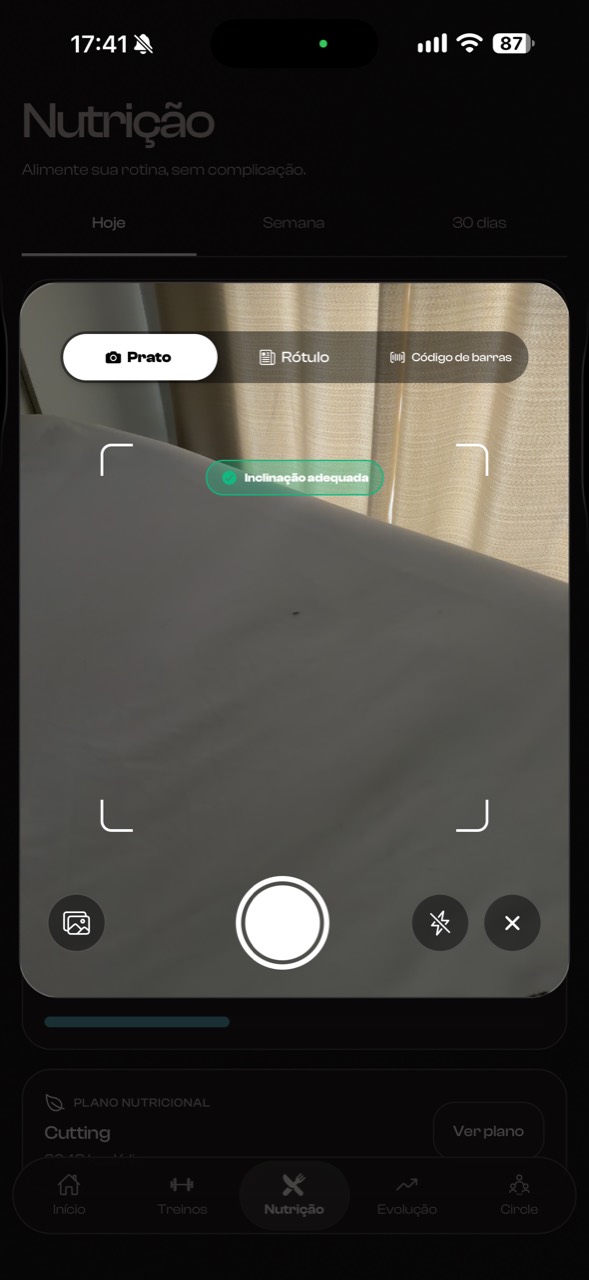 17:41
87
Nutrição
Alimente sua rotina, sem complicação.
Hoje
Semana
30 dias
Prato
Rótulo
Código de barras
Inclinação adequada
PLANO NUTRICIONAL
Cutting
Ver plano
Início
Treinos
Nutrição
Evolução
Circle